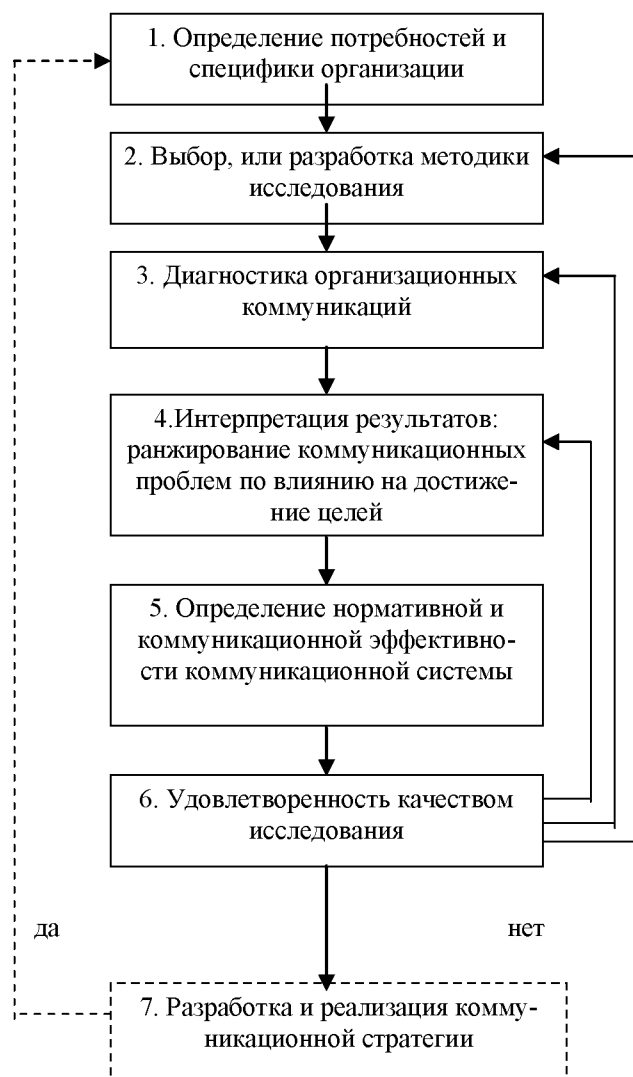 1. Определение потребностей и
специфики организации
2. Выбор, или разработка методики
исследования
3. Диагностика организационных
коммуникаций
4.Интерпретация результатов:
ранжирование коммуникационных
проблем по влиянию на достиже-
ние целей
5. Определение нормативной и
коммуникационной эффективно-
сти коммуникационной системы
6. Удовлетворенность качеством
исследования
да
нет
7. Разработка и реализация комму-
никационной стратегии